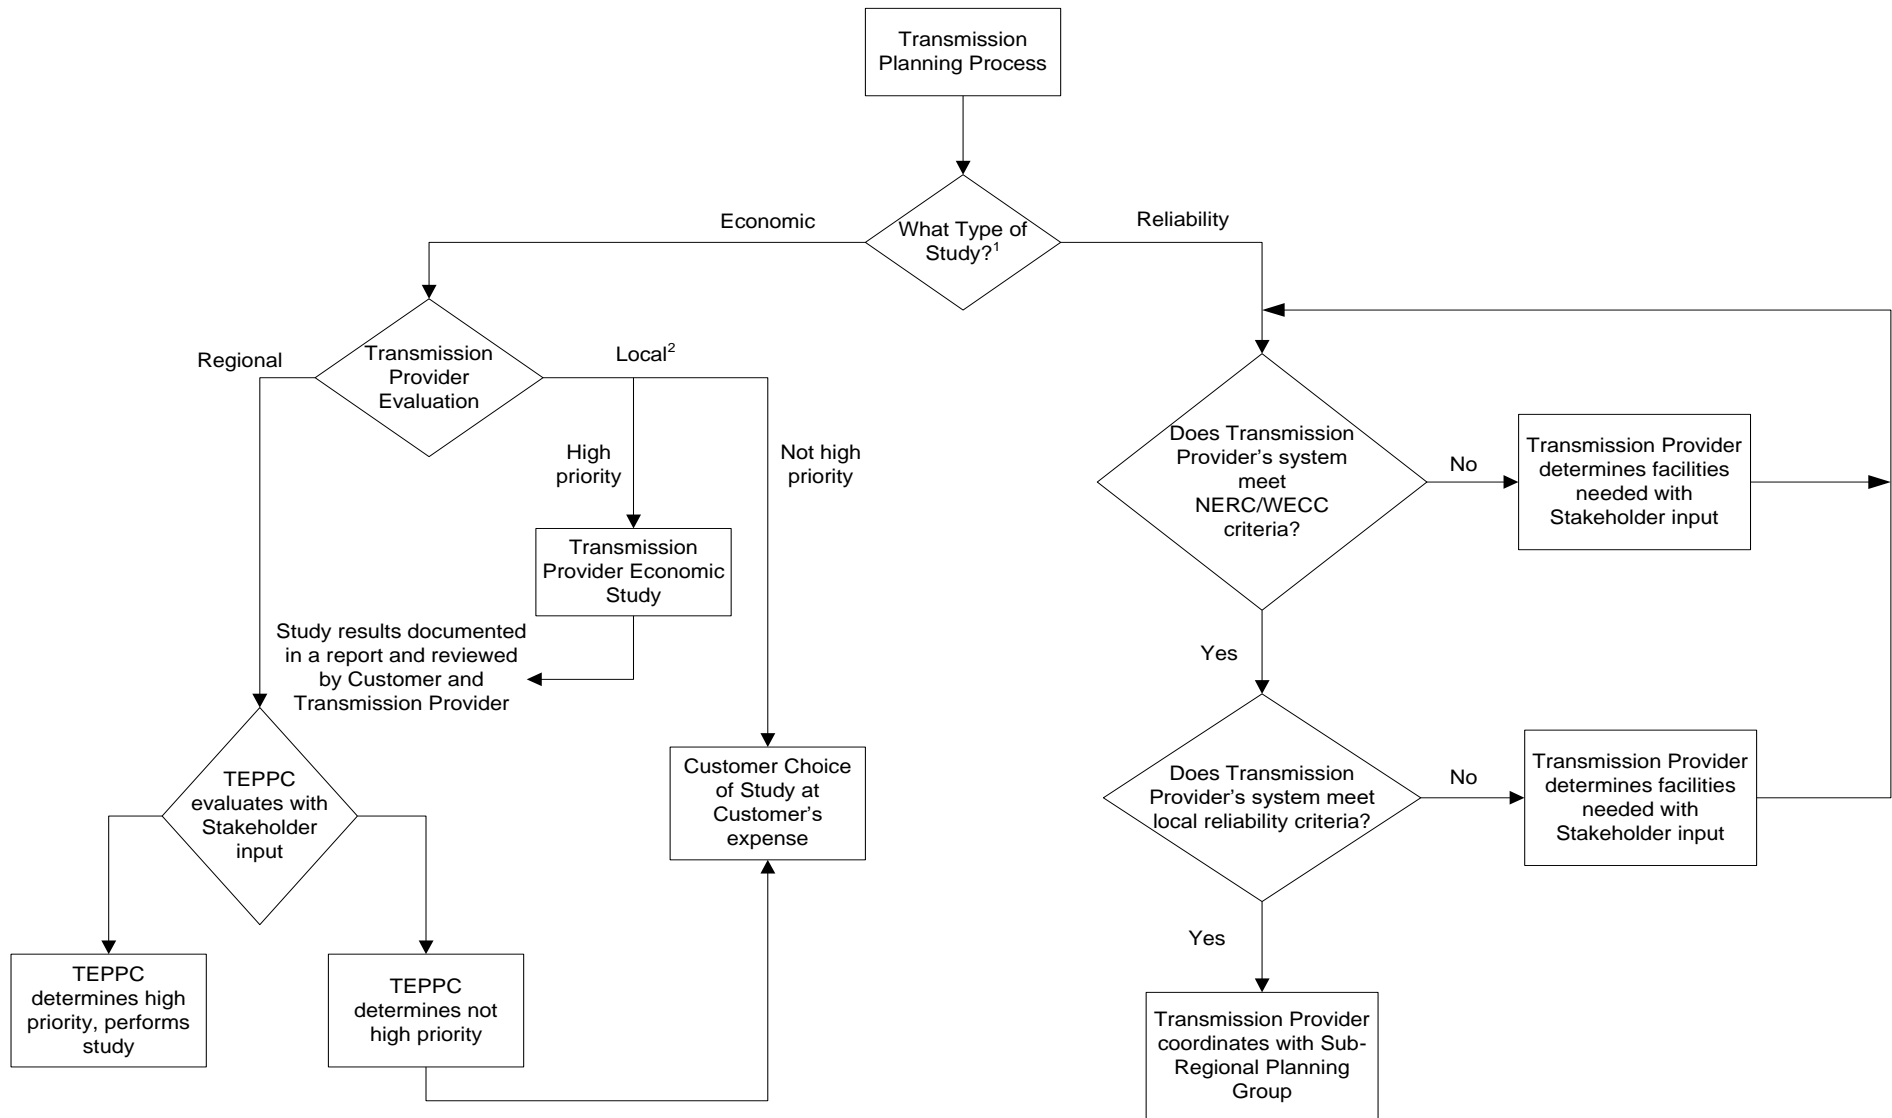 Transmission
Planning Process
What Type of
Study?1
Economic
Reliability
Transmission
Provider
Evaluation
Regional
Local2
High
priority
Not high
priority
Transmission
Provider Economic
Study
Study results documented
in a report and reviewed
by Customer and
Transmission Provider
TEPPC
evaluates with
Stakeholder
input
Customer Choice
of Study at
Customer’s
expense
TEPPC
determines high
priority, performs
study
TEPPC
determines not
high priority
Does Transmission
Provider’s system
meet
NERC/WECC
criteria?
No
Transmission Provider
determines facilities
needed with
Stakeholder input
Yes
Does Transmission
Provider’s system meet
local reliability criteria?
No
Transmission Provider
determines facilities
needed with
Stakeholder input
Yes
Transmission Provider
coordinates with Sub-
Regional Planning
Group